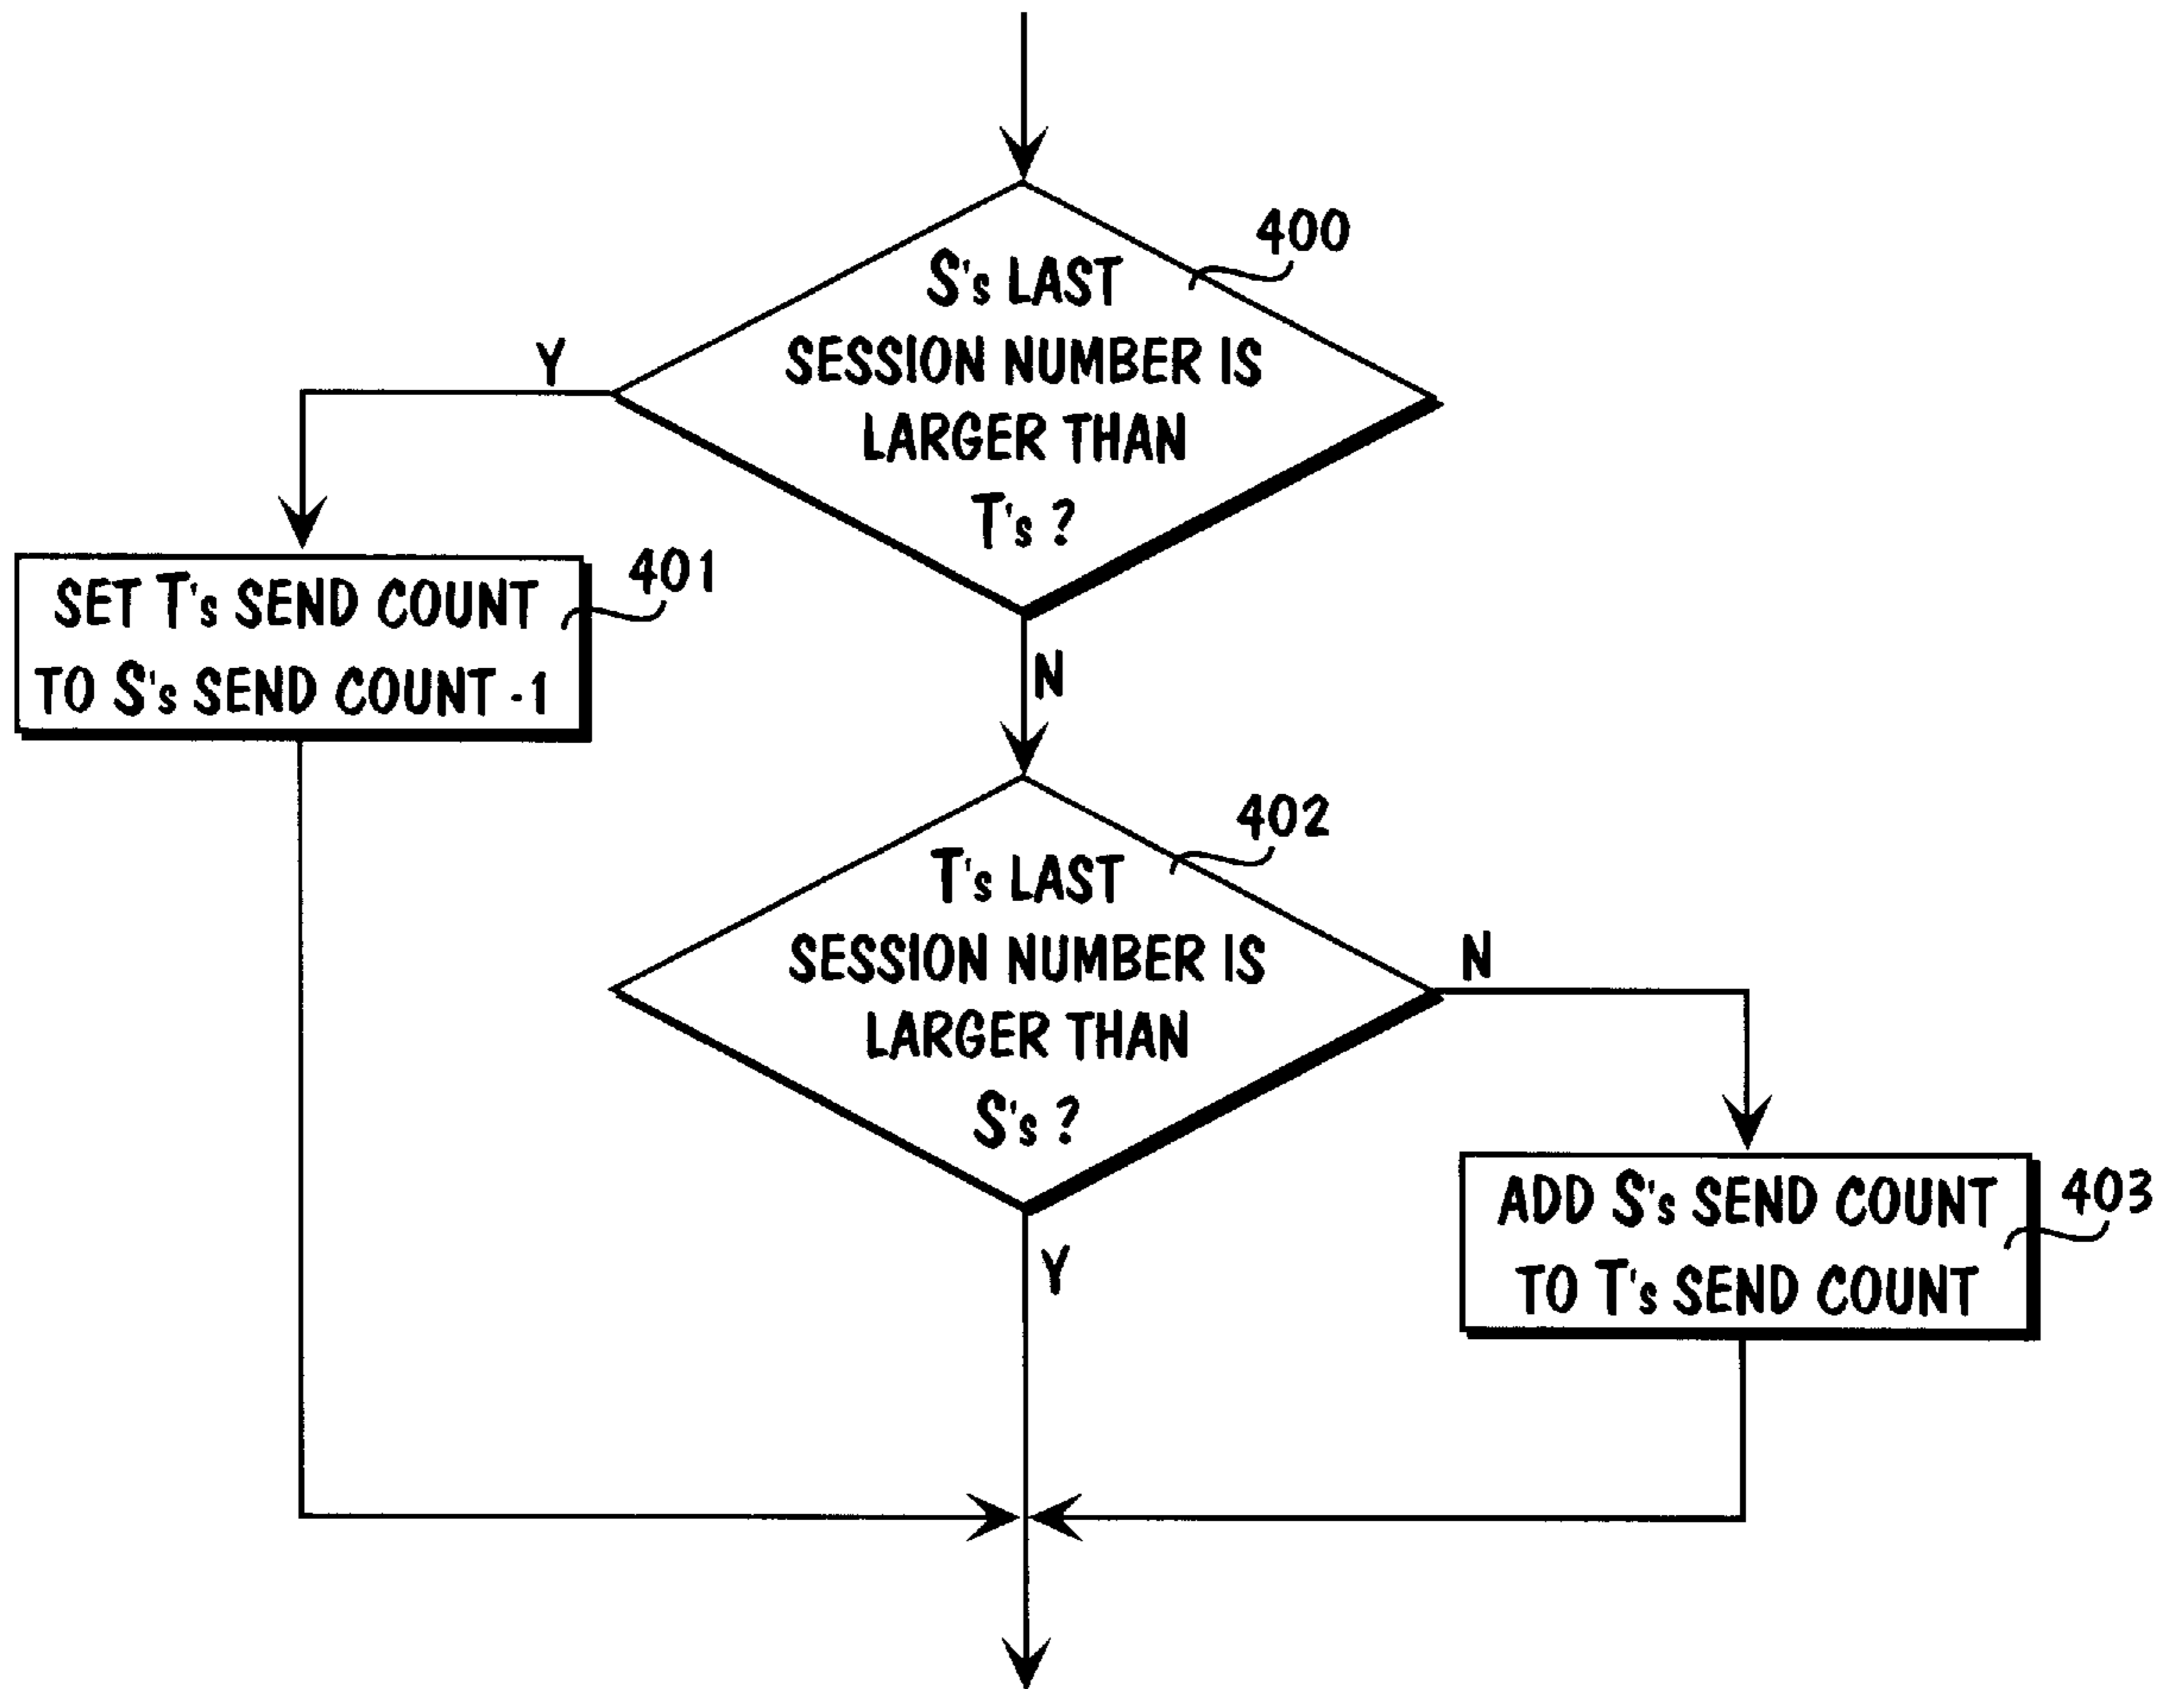 400
S's LAST
SESSION NUMBER IS
LARGER THAN
T's ?
Y
N
SET T's SEND COUNT
TO S's SEND COUNT -1
401
402
T's LAST
SESSION NUMBER IS
LARGER THAN
S's ?
N
Y
ADD S's SEND COUNT
TO T's SEND COUNT
403